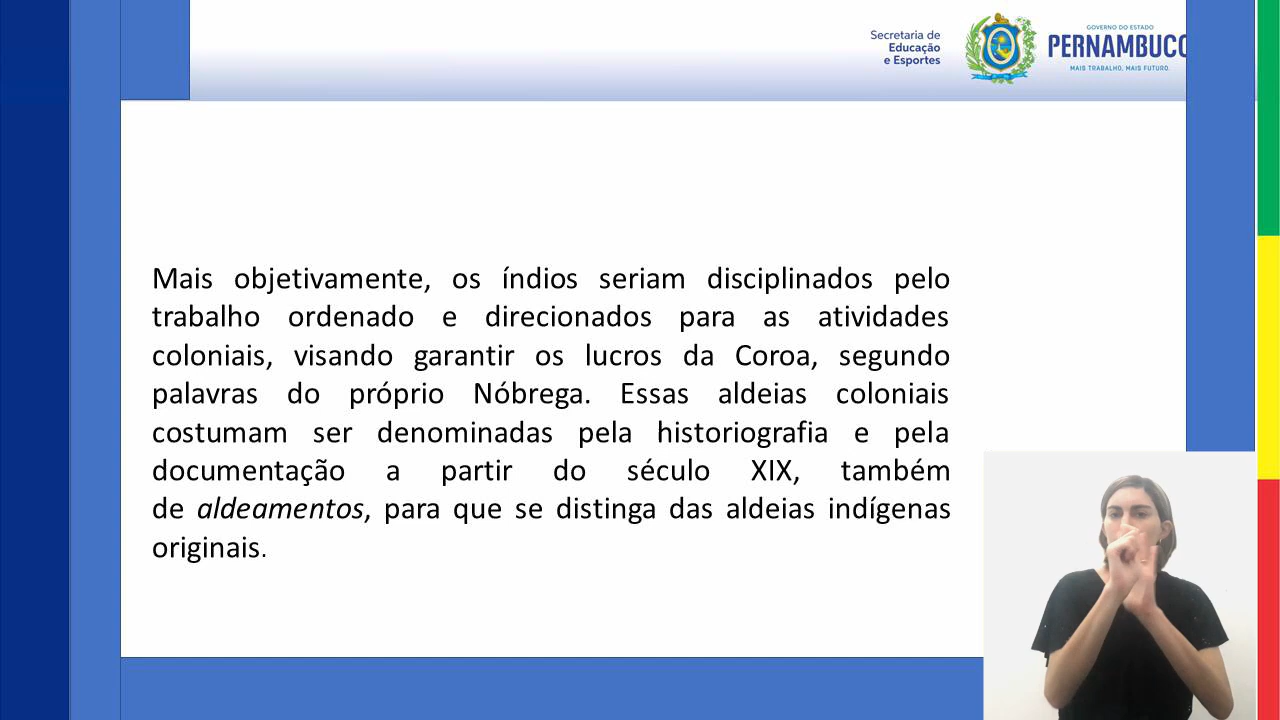 Secretaria de
Educação
e Esportes
GOVERNO DO ESTADO
PERNAMBUCO
MAIS TRABALHO, MAIS FUTURO.
Mais objetivamente, os índios seriam disciplinados pelo
trabalho ordenado e direcionados para as atividades
coloniais, visando garantir os lucros da Coroa, segundo
palavras do próprio Nóbrega. Essas aldeias coloniais
costumam ser denominadas pela historiografia e pela
documentação a partir do século XIX, também
de aldeamentos, para que se distinga das aldeias indígenas
originais.